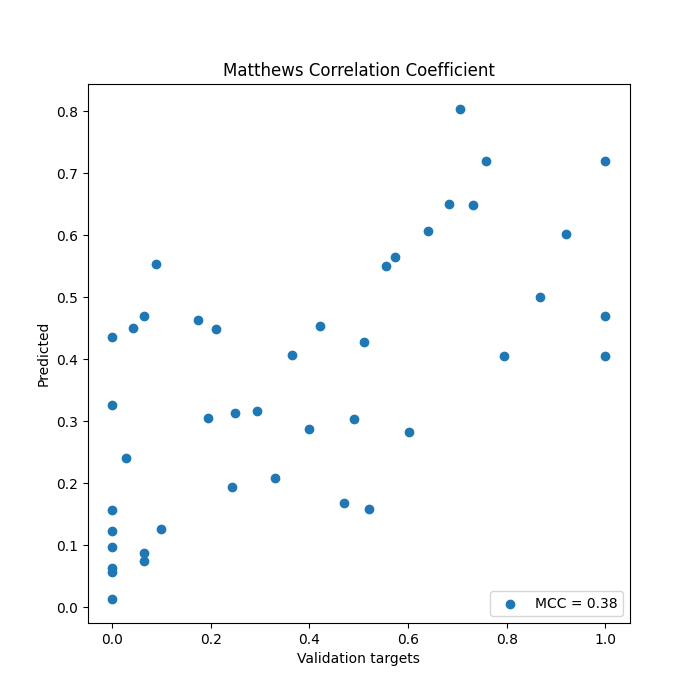 Matthews Correlation Coefficient
0.8
0.7
0.6
0.5
0.4
0.3
0.2
0.1
0.0
Predicted
MCC = 0.38
0.0 0.2 0.4 0.6 0.8 1.0
Validation targets